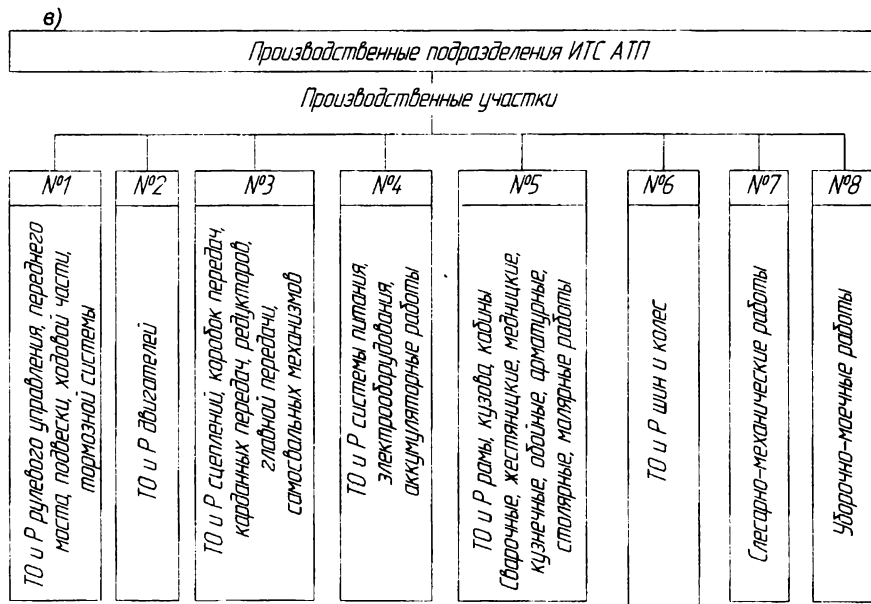 в)
Производственные подразделения ИТС АТП
Производственные участки
№1
ТО и Р рулевого управления, переднего
моста, подвески, ходовой части,
тормозной системы
№2
ТО и Р двигателей
№3
ТО и Р сцеплений, коробок передач,
карданных передач, редукторов,
главной передачи,
самосвальных механизмов
№4
ТО и Р системы питания,
электрооборудования,
аккумуляторные работы
№5
ТО и Р рамы, кузова, кабины
Сварочные, жестяницкие, медницкие,
кузнечные, обойные, арматурные,
столярные, малярные работы
№6
ТО и Р шин и колес
№7
Слесарно-механические работы
№8
Уборочно-моечные работы